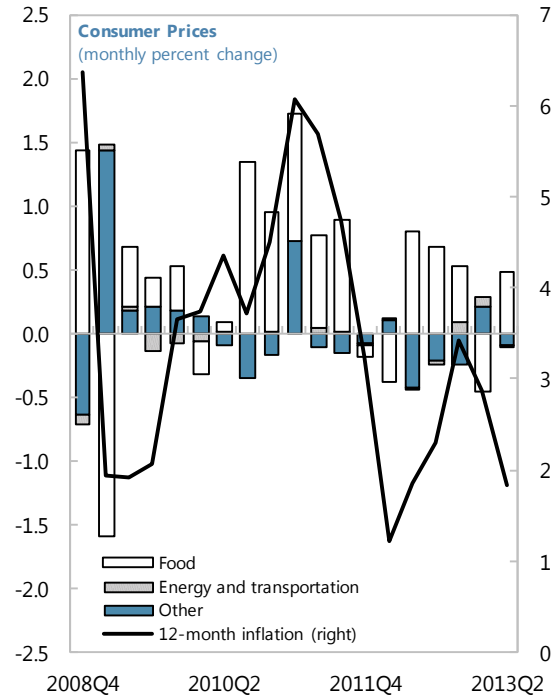 Consumer Prices
(monthly percent change)
2.5
2.0
1.5
1.0
0.5
0.0
-0.5
-1.0
-1.5
-2.0
-2.5
7
6
5
4
3
2
1
0
Food
Energy and transportation
Other
12-month inflation (right)
2008Q4 2010Q2 2011Q4 2013Q2